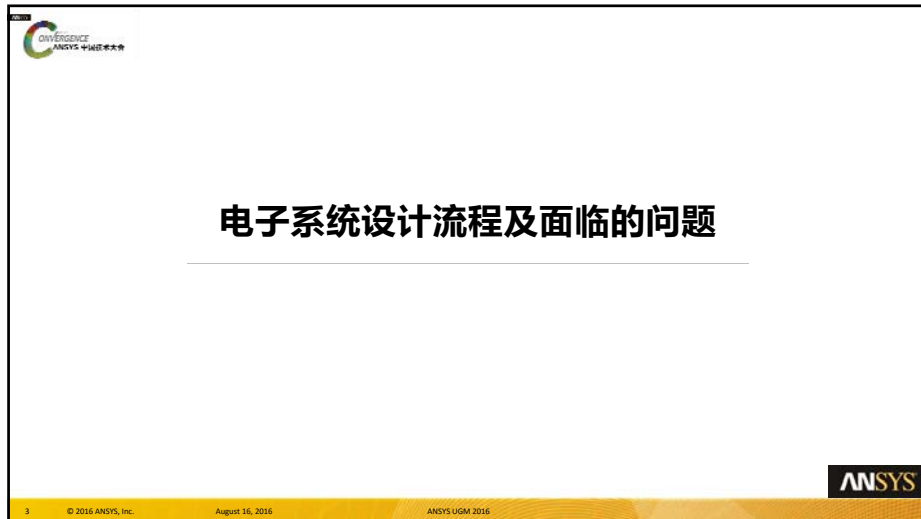 ANSYS
CONVERGENCE
ANSYS 中国技术大会
电子系统设计流程及面临的问题
ANSYS
3 © 2016 ANSYS, Inc. August 16, 2016 ANSYS UGM 2016